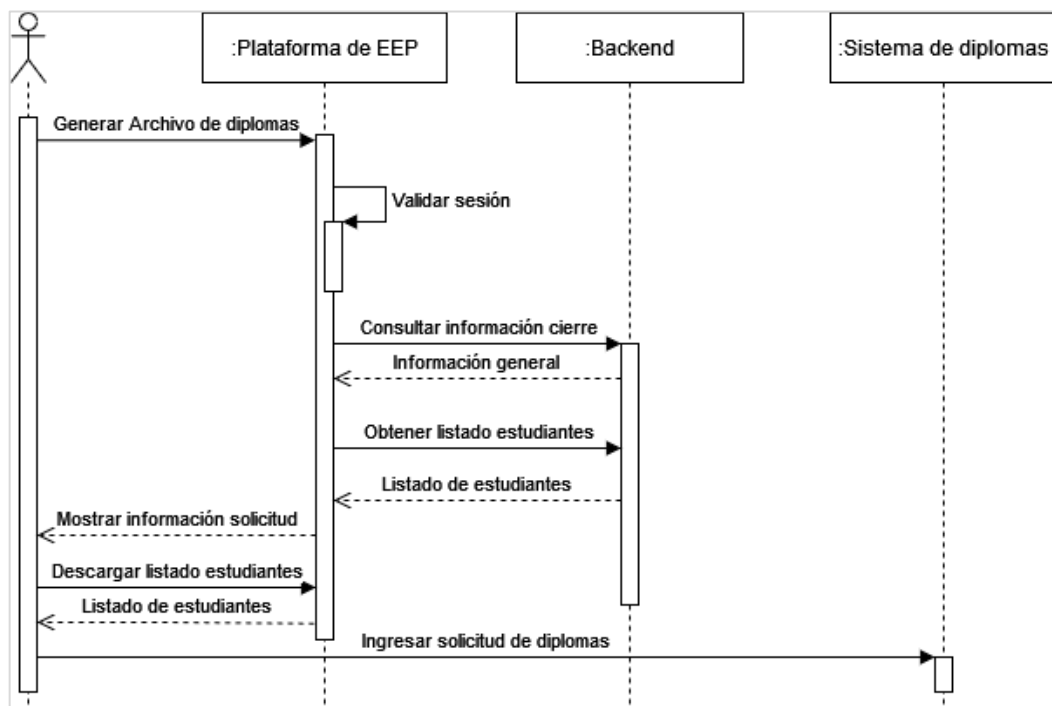 :Plataforma de EEP
:Backend
:Sistema de diplomas
Generar Archivo de diplomas
Validar sesión
Consultar información cierre
Información general
Obtener listado estudiantes
Listado de estudiantes
Mostrar información solicitud
Descargar listado estudiantes
Listado de estudiantes
Ingresar solicitud de diplomas